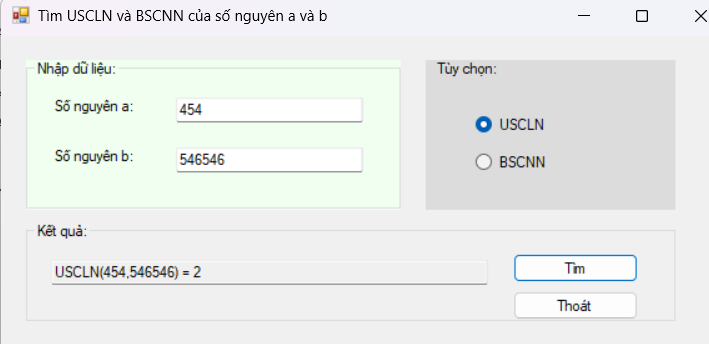 Tìm USCLN và BSCNN của số nguyên a và b
Nhập dữ liệu:
Số nguyên a:
454
Số nguyên b:
546546
Tùy chọn:
USCLN
BSCNN
Kết quả:
USCLN(454,546546) = 2
Tìm
Thoát